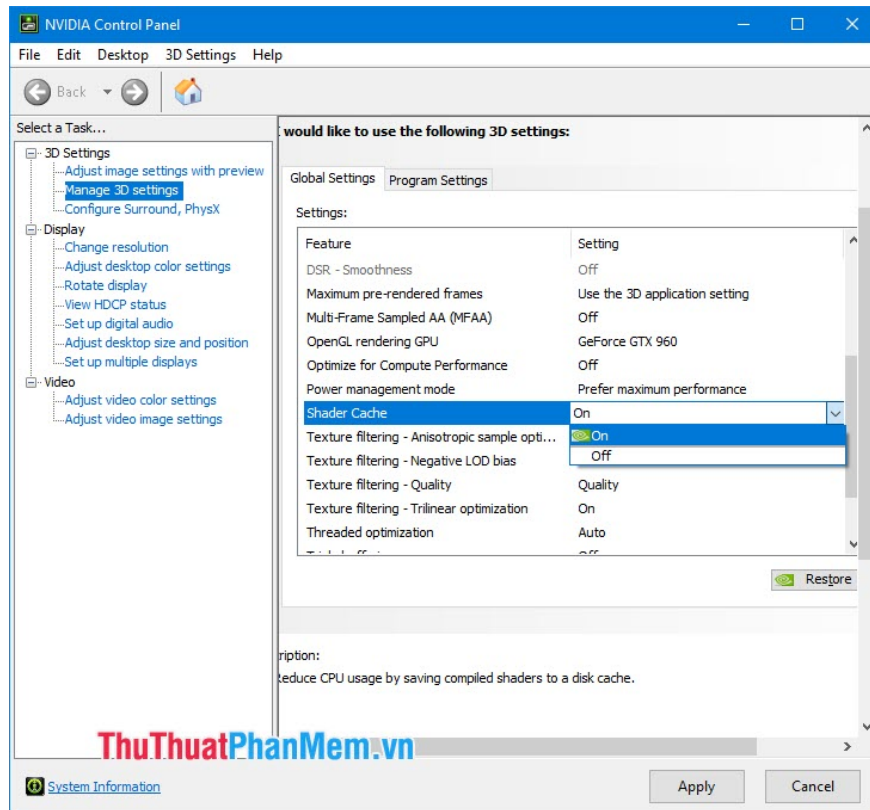 NVIDIA Control Panel
File Edit Desktop 3D Settings Help
Back
Select a Task...
3D Settings
Adjust image settings with preview
Manage 3D settings
Configure Surround, PhysX
Display
Change resolution
Adjust desktop color settings
Rotate display
View HDCP status
Set up digital audio
Adjust desktop size and position
Set up multiple displays
Video
Adjust video color settings
Adjust video image settings
would like to use the following 3D settings:
Global Settings Program Settings
Settings:
Feature Setting
DSR - Smoothness Off
Maximum pre-rendered frames Use the 3D application setting
Multi-Frame Sampled AA (MFAA) Off
OpenGL rendering GPU GeForce GTX 960
Optimize for Compute Performance Off
Power management mode Prefer maximum performance
Shader Cache On
On
Texture filtering - Anisotropic sample opti...
Off
Texture filtering - Negative LOD bias
Texture filtering - Quality Quality
Texture filtering - Trilinear optimization On
Threaded optimization Auto
Restore
ription:
educe CPU usage by saving compiled shaders to a disk cache.
ThuThuatPhanMem.vn
System Information
Apply Cancel